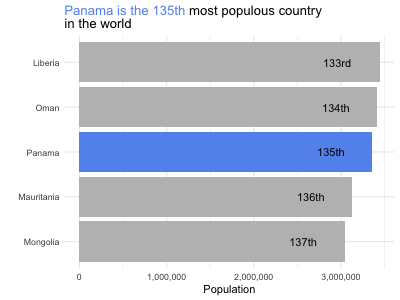 Panama is the 135th most populous country
in the world
Liberia
133rd
Oman
134th
Panama
135th
Mauritania
136th
Mongolia
137th
0
1,000,000
2,000,000
3,000,000
Population